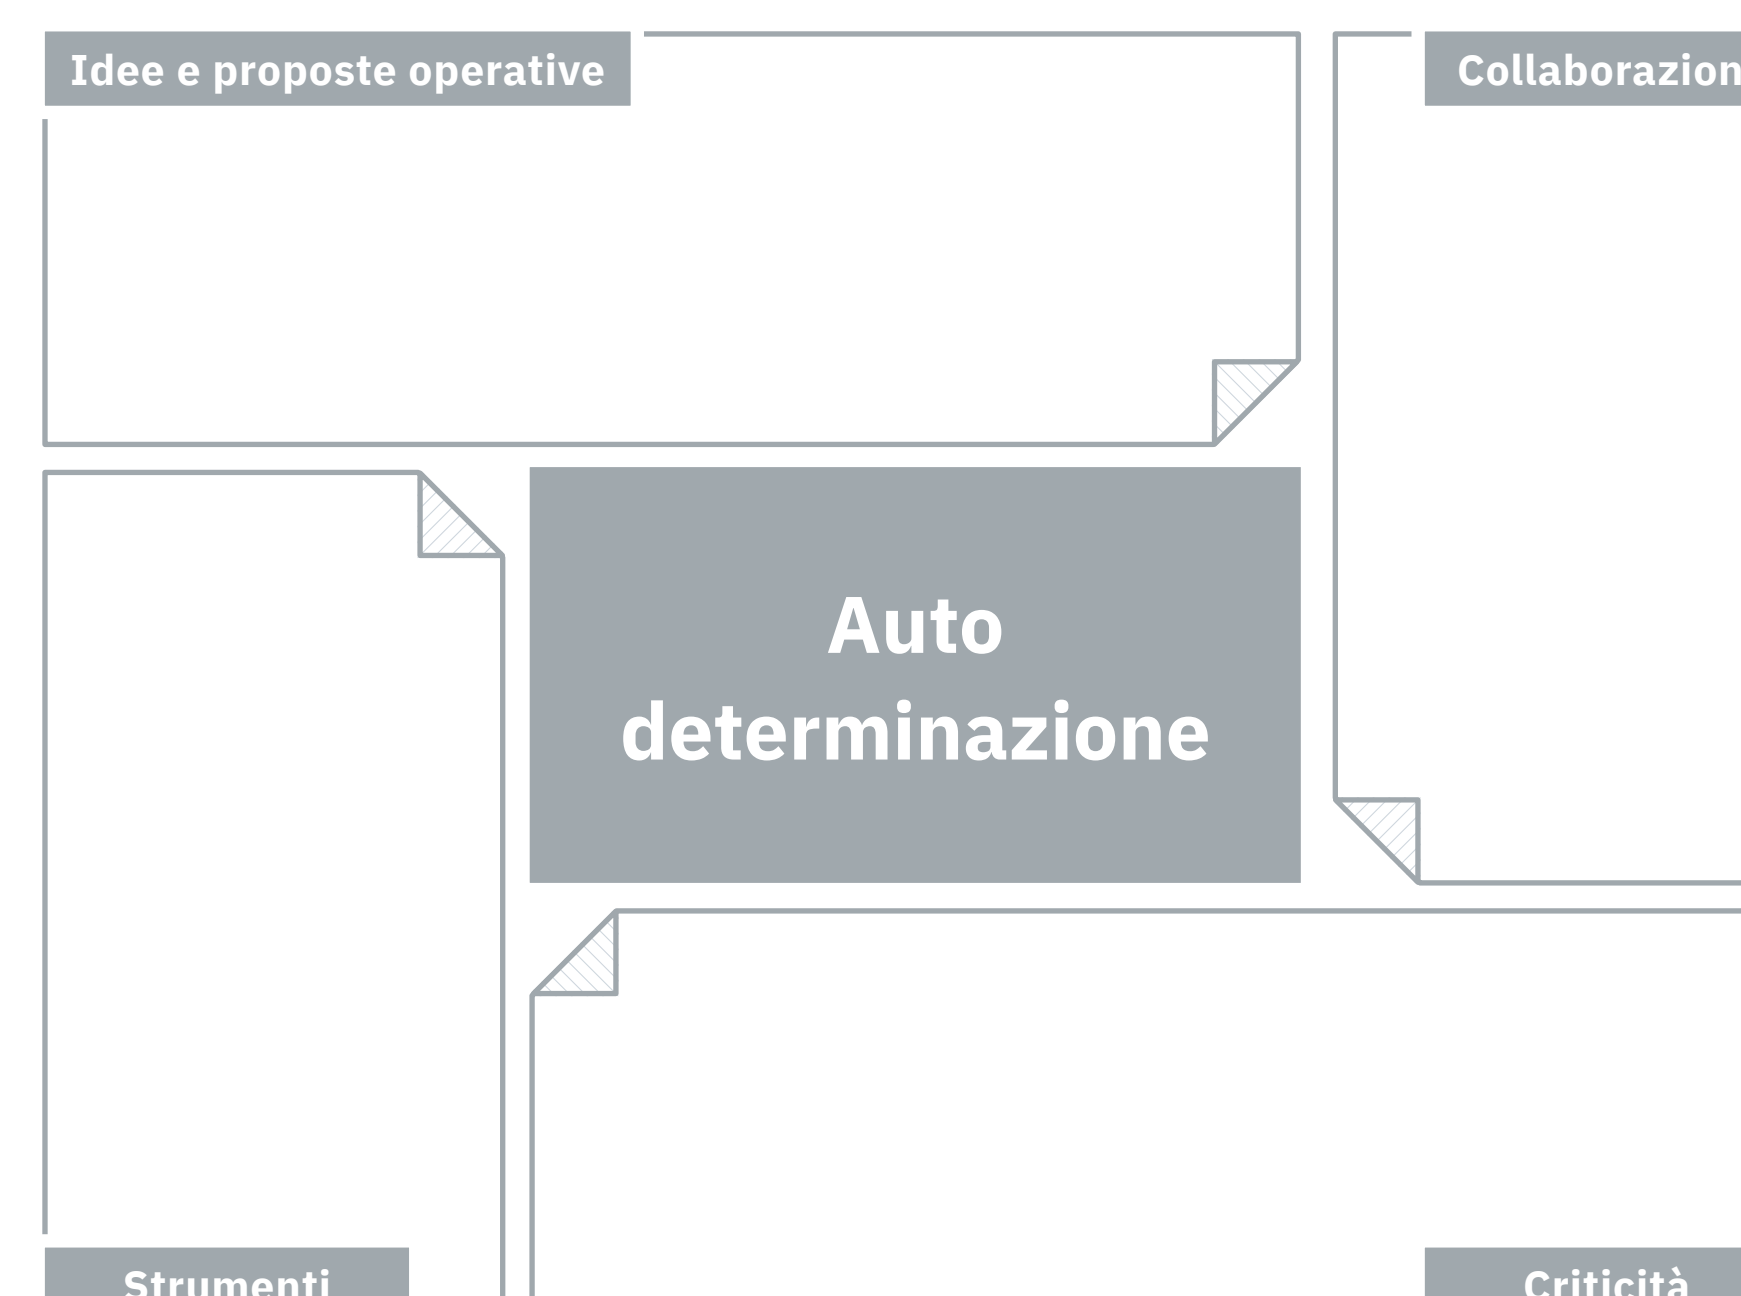 Idee e proposte operative
Collaborazion
Auto
determinazione
Strumenti
Criticità